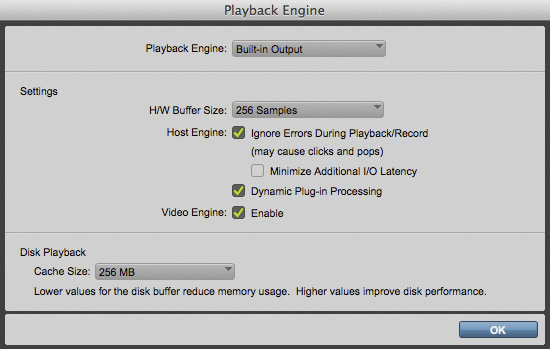 Playback Engine
Playback Engine: Built-in Output
Settings
H/W Buffer Size: 256 Samples
Host Engine: Ignore Errors During Playback/Record
(may cause clicks and pops)
Minimize Additional I/O Latency
Dynamic Plug-in Processing
Video Engine: Enable
Disk Playback
Cache Size: 256 MB
Lower values for the disk buffer reduce memory usage. Higher values improve disk performance.
OK